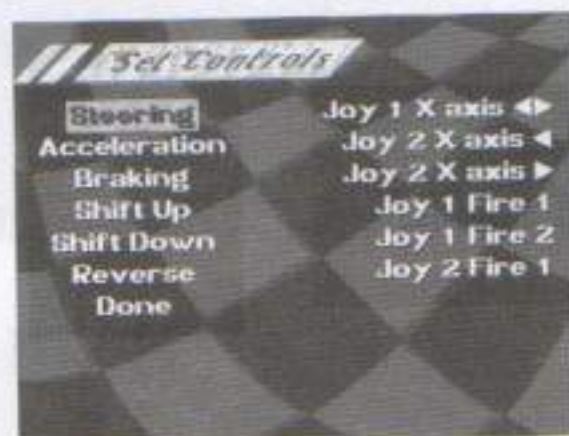 Set Controls
Steering Joy 1 X axis ◄►
Acceleration Joy 2 X axis ◄
Braking Joy 2 X axis ►
Shift Up Joy 1 Fire 1
Shift Down Joy 1 Fire 2
Reverse Joy 2 Fire 1
Done